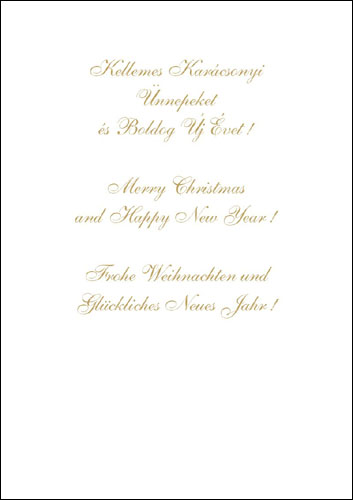 Kellemes Karácsonyi
Ünnepeket
és Boldog Új Évet !
Merry Christmas
and Happy New Year !
Frohe Weihnachten und
Glückliches Neues Jahr !